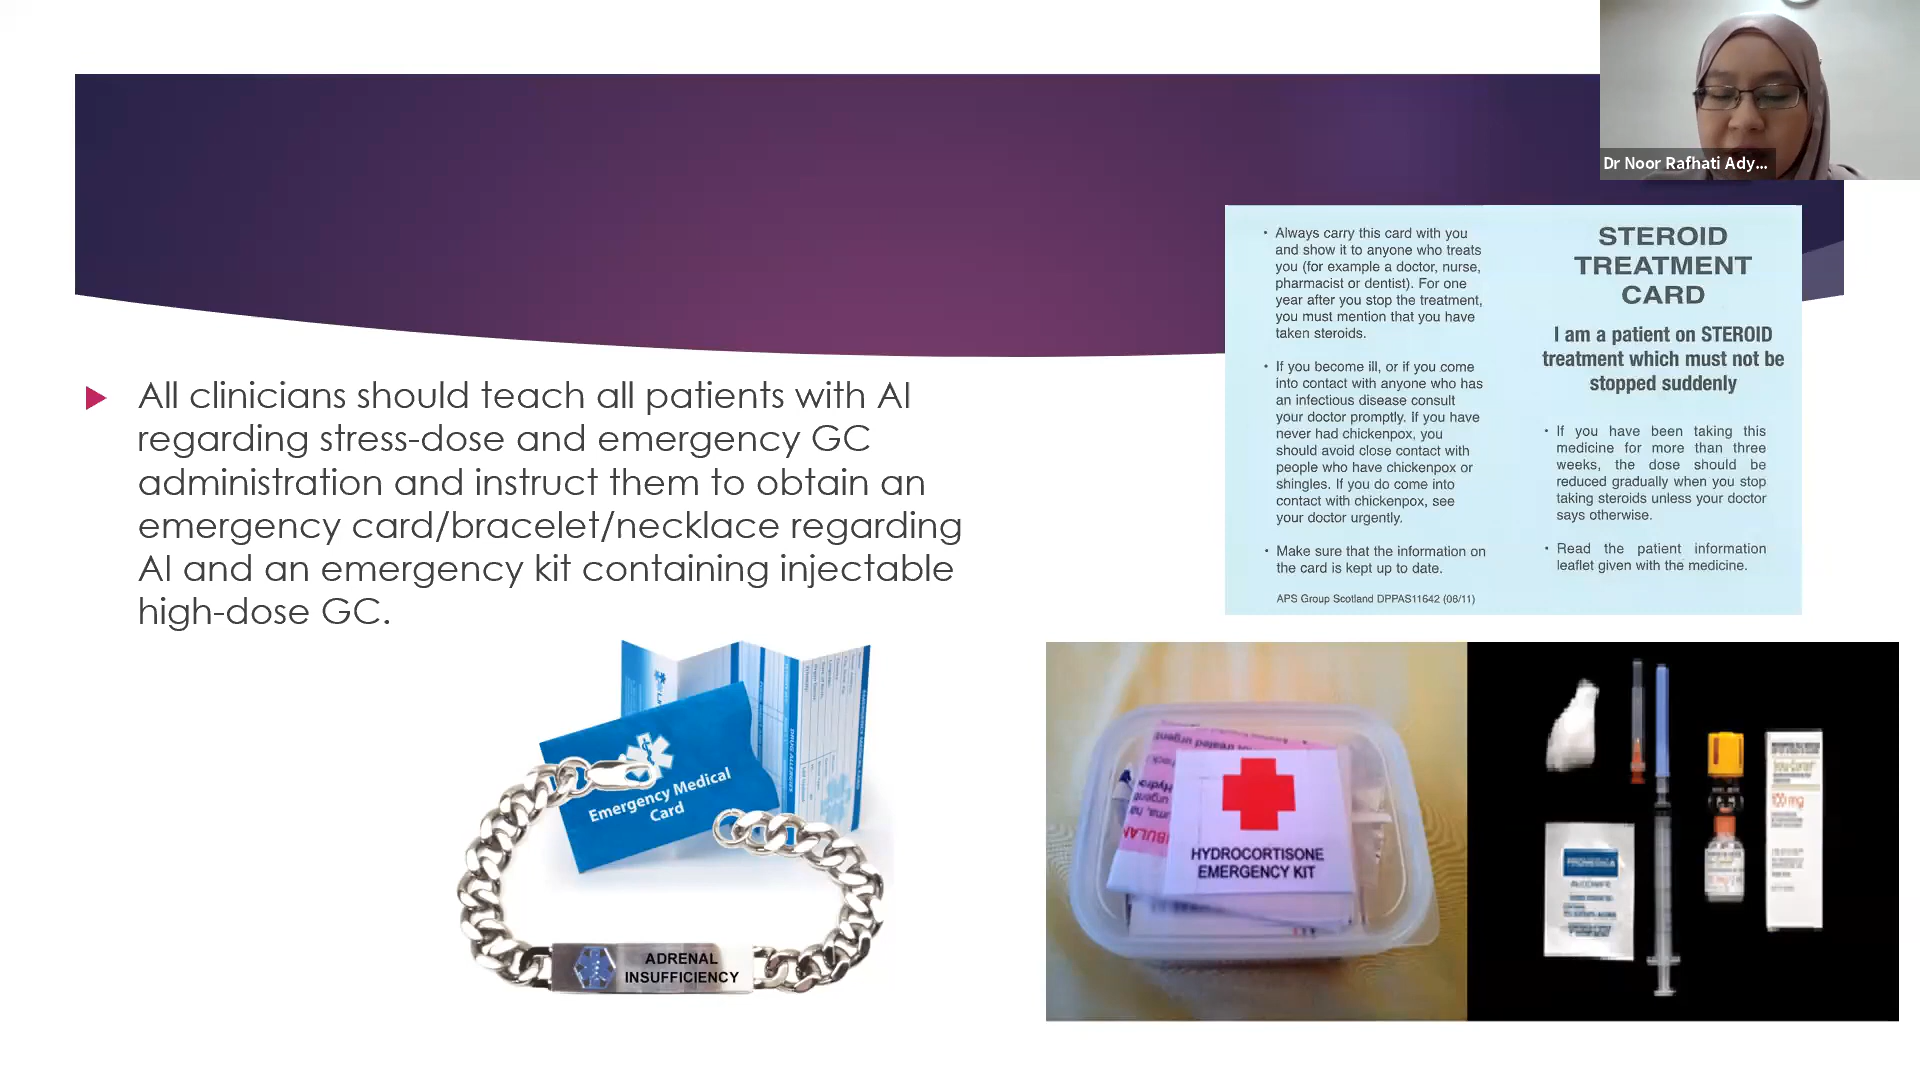 Dr Noor Rafhati Ady...
All clinicians should teach all patients with AI
regarding stress-dose and emergency GC
administration and instruct them to obtain an
emergency card/bracelet/necklace regarding
AI and an emergency kit containing injectable
high-dose GC.
• Always carry this card with you
and show it to anyone who treats
you (for example a doctor, nurse,
pharmacist or dentist). For one
year after you stop the treatment,
you must mention that you have
taken steroids.
• If you become ill, or if you come
into contact with anyone who has
an infectious disease consult
your doctor promptly. If you have
never had chickenpox, you
should avoid close contact with
people who have chickenpox or
shingles. If you do come into
contact with chickenpox, see
your doctor urgently.
• Make sure that the information on
the card is kept up to date.
APS Group Scotland DPPAS11642 (06/11)
STEROID
TREATMENT
CARD
I am a patient on STEROID
treatment which must not be
stopped suddenly
• If you have been taking this
medicine for more than three
weeks, the dose should be
reduced gradually when you stop
taking steroids unless your doctor
says otherwise.
• Read the patient information
leaflet given with the medicine.
Emergency Medical
Card
DRUG ALLERGIES
ADRENAL
INSUFFICIENCY
HYDROCORTISONE
EMERGENCY KIT
100 mg